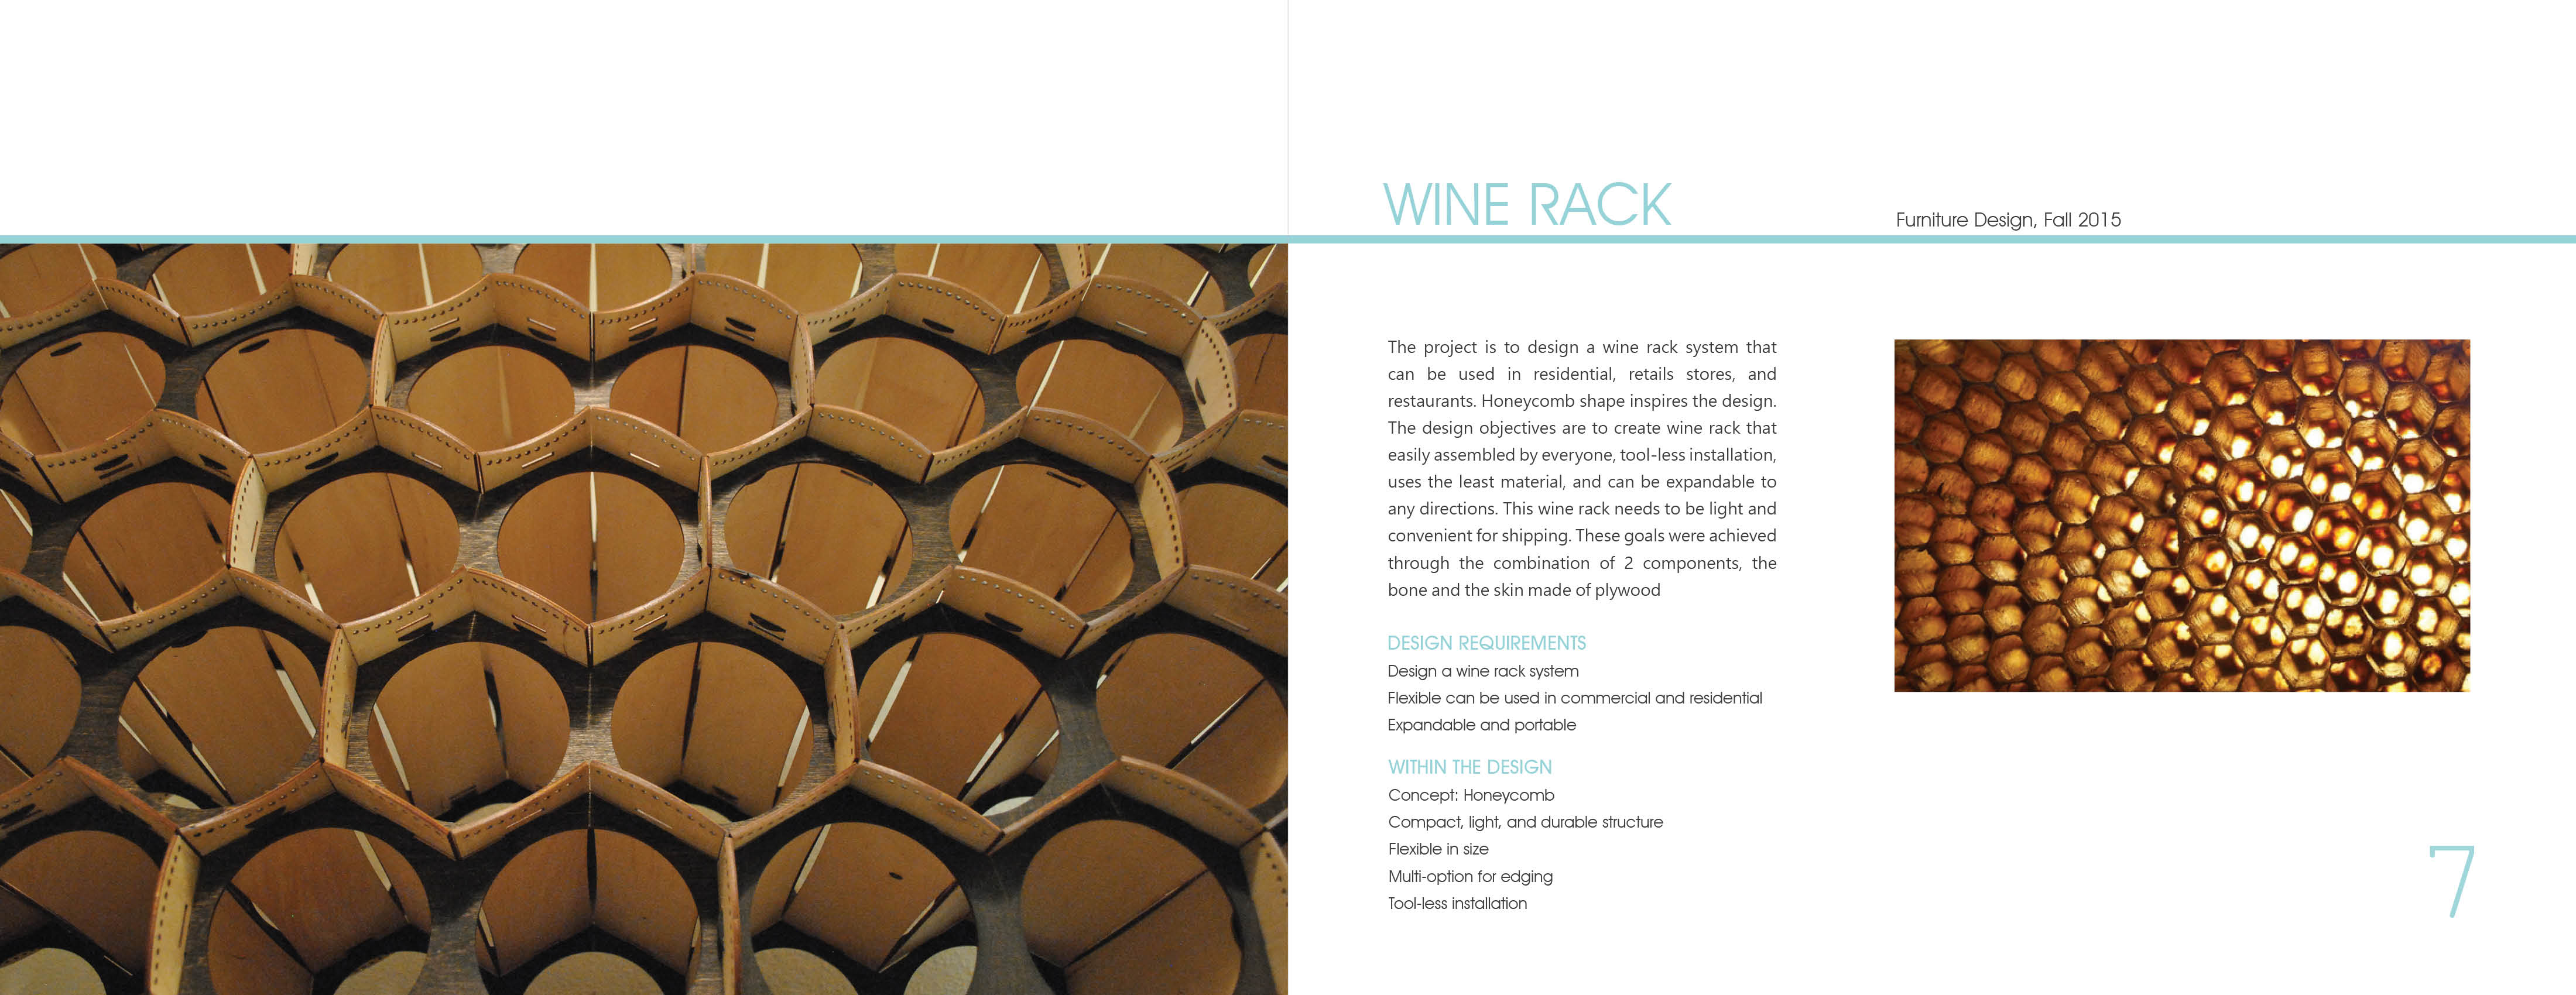 WINE RACK
Furniture Design, Fall 2015
The project is to design a wine rack system that
can be used in residential, retails stores, and
restaurants. Honeycomb shape inspires the design.
The design objectives are to create wine rack that
easily assembled by everyone, tool-less installation,
uses the least material, and can be expandable to
any directions. This wine rack needs to be light and
convenient for shipping. These goals were achieved
through the combination of 2 components, the
bone and the skin made of plywood
DESIGN REQUIREMENTS
Design a wine rack system
Flexible can be used in commercial and residential
Expandable and portable
WITHIN THE DESIGN
Concept: Honeycomb
Compact, light, and durable structure
Flexible in size
Multi-option for edging
Tool-less installation
7